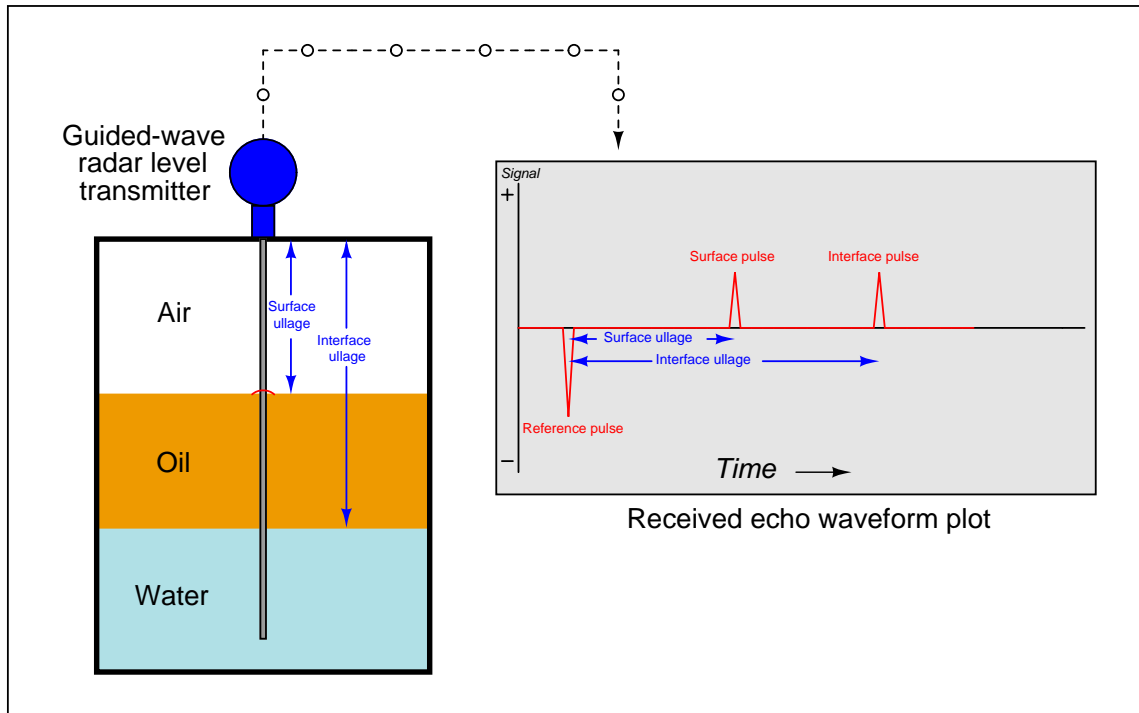 Guided-wave
radar level
transmitter
Air
Surface
ullage
Interface
ullage
Oil
Water
Signal
+
Surface pulse
Interface pulse
Surface ullage
Interface ullage
Reference pulse
–
Time
Received echo waveform plot